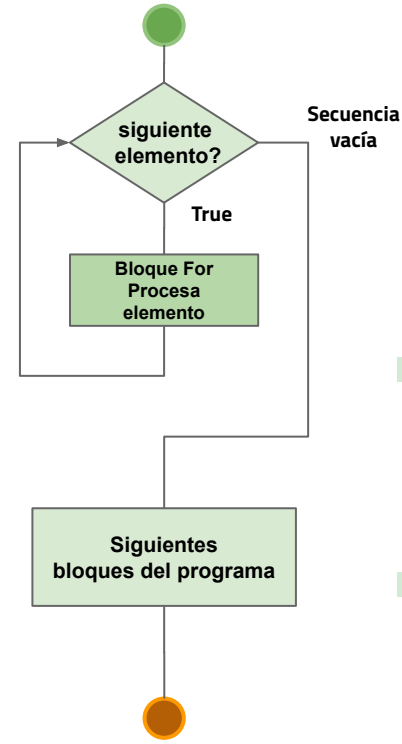 siguiente
elemento?
Secuencia
vacía
True
Bloque For
Procesa
elemento
Siguientes
bloques del programa